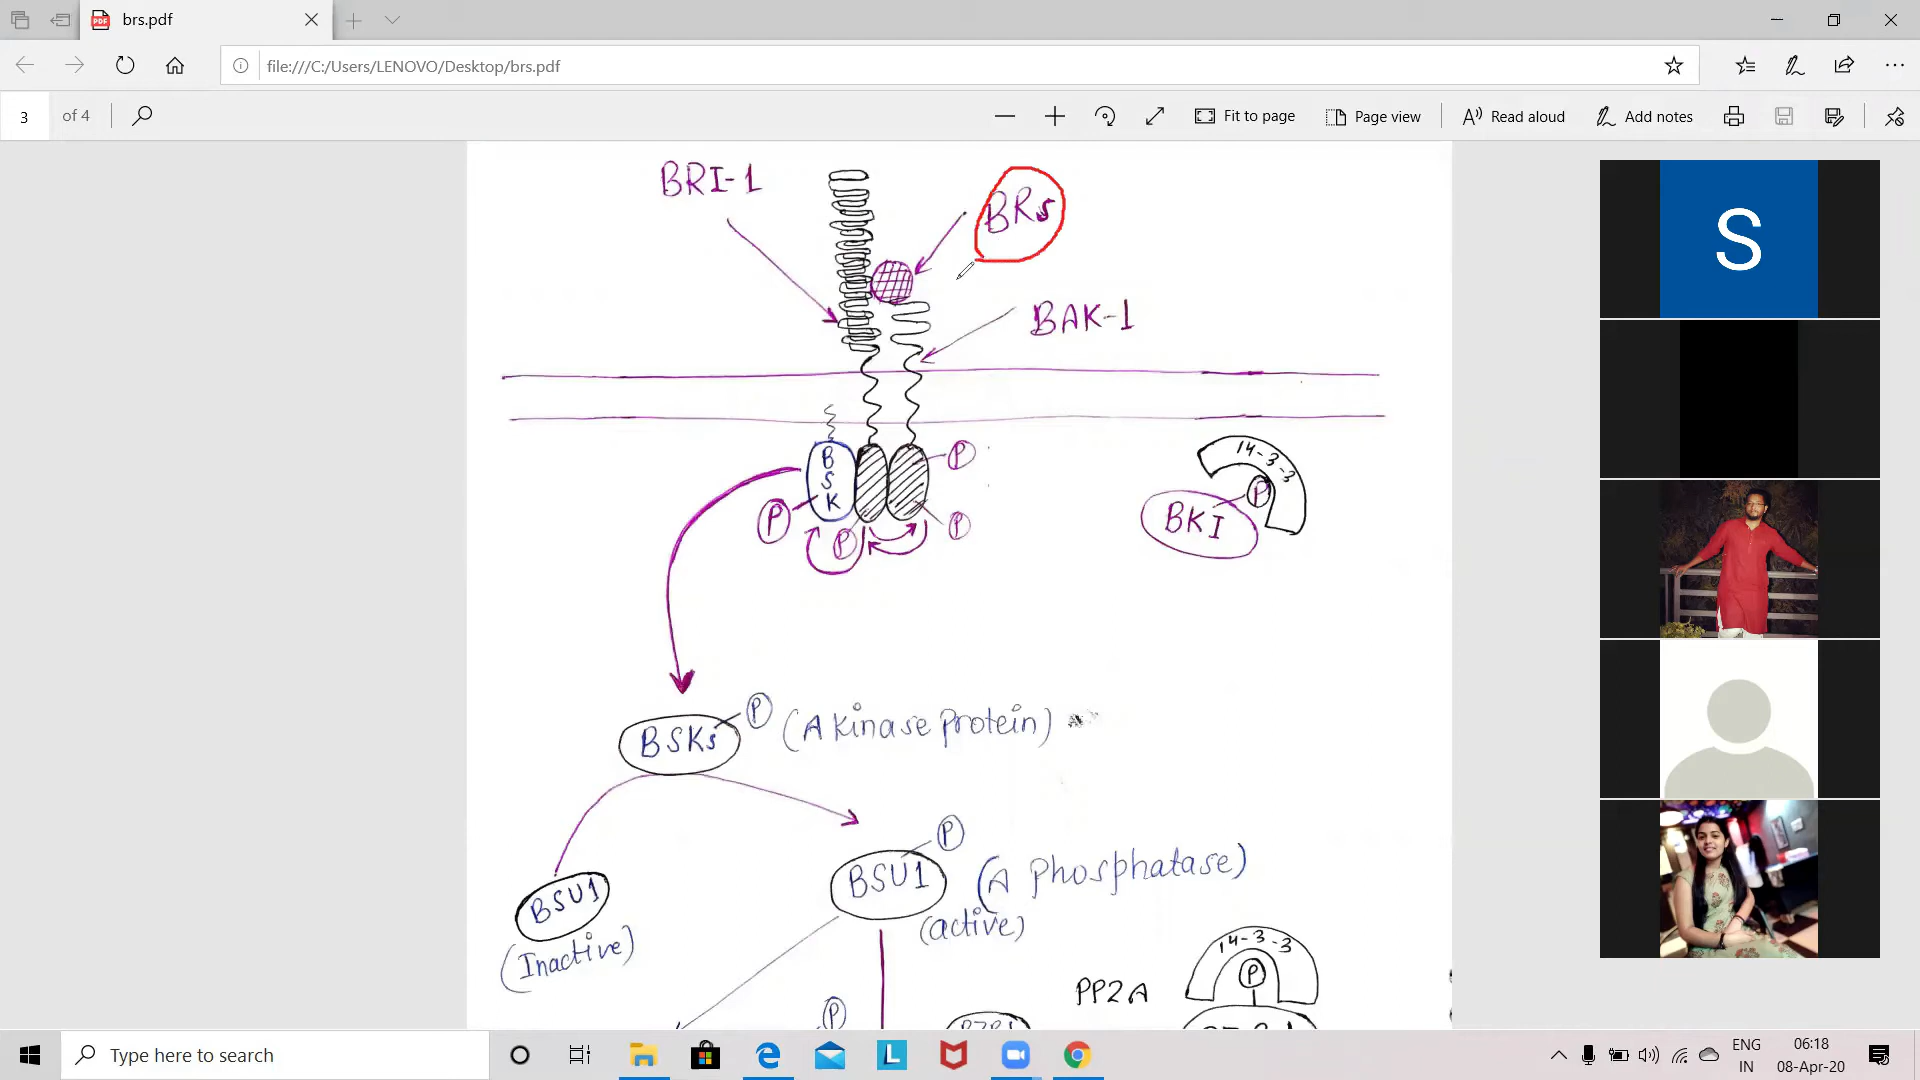 brs.pdf
file:///C:/Users/LENOVO/Desktop/brs.pdf
3 of 4
Fit to page
Page view
Read aloud
Add notes
BRI-1
BRs
BAK-1
BSK
P
P
P
P
14-3-3
P
BKI
BSKs
P
(A kinase protein)
BSU1
(Inactive)
BSU1
P
(A phosphatase)
(active)
P
PP2A
14-3-3
P
S
Type here to search
ENG
IN
06:18
08-Apr-20